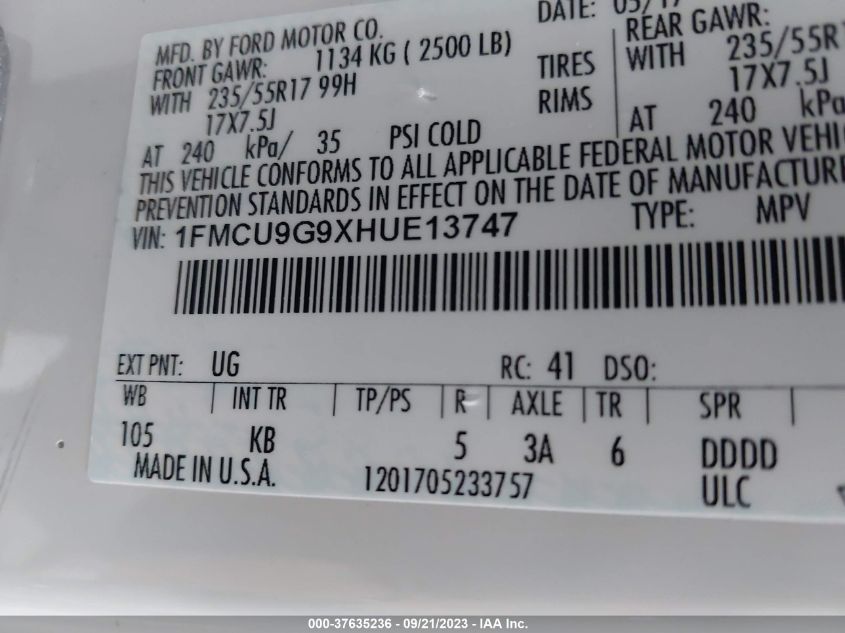 DATE: 05/17
MFD. BY FORD MOTOR CO.
FRONT GAWR: 1134 KG ( 2500 LB) REAR GAWR:
WITH 235/55R17 99H TIRES WITH 235/55R1
17X7.5J RIMS 17X7.5J
AT 240 kPa/ 35 PSI COLD AT 240 kPa
THIS VEHICLE CONFORMS TO ALL APPLICABLE FEDERAL MOTOR VEHI
PREVENTION STANDARDS IN EFFECT ON THE DATE OF MANUFACTURE
VIN: 1FMCU9G9XHUE13747 TYPE: MPV
EXT PNT: UG RC: 41 DSO:
WB INT TR TP/PS R AXLE TR SPR
105 KB 5 3A 6 DDDD
MADE IN U.S.A. 1201705233757 ULC
000-37635236 - 09/21/2023 - IAA Inc.